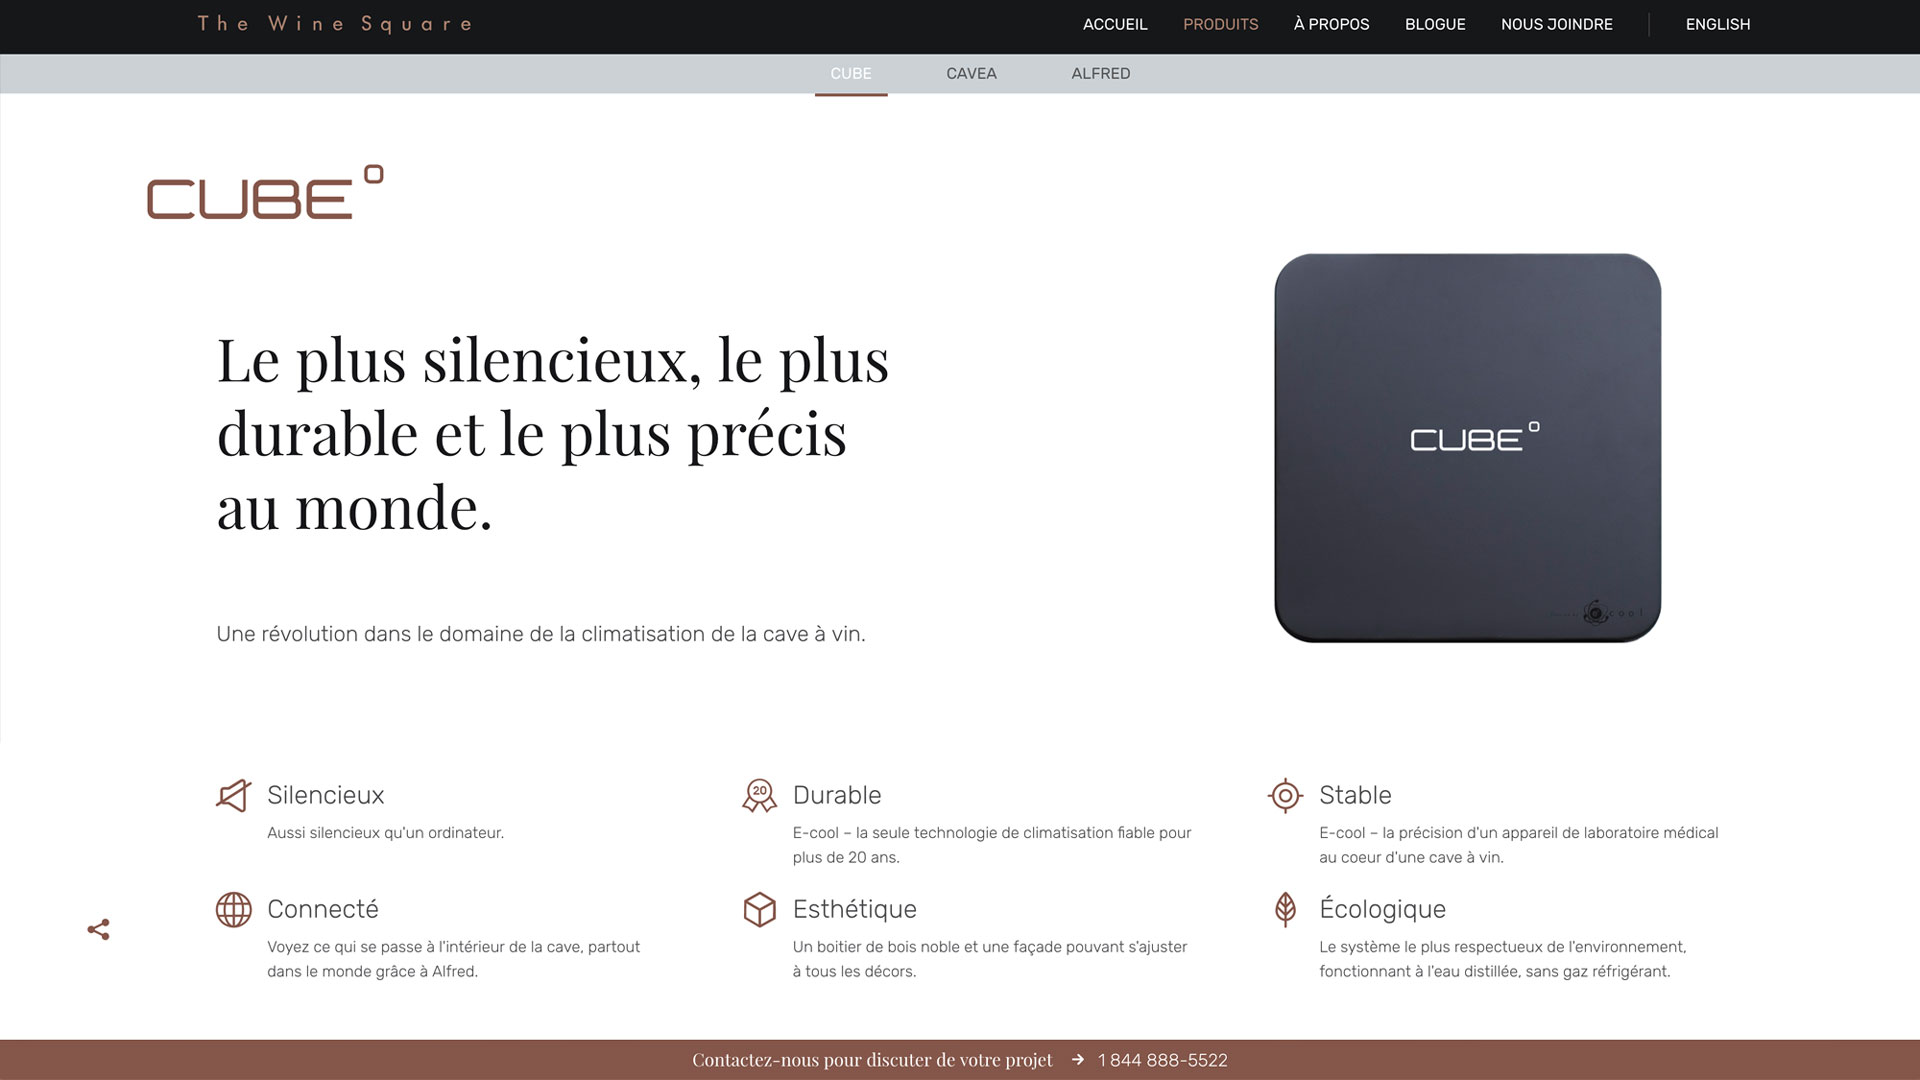 The Wine Square
ACCUEIL PRODUITS À PROPOS BLOGUE NOUS JOINDRE ENGLISH
CUBE CAVEA ALFRED
CUBE°
Le plus silencieux, le plus
durable et le plus précis
au monde.
Une révolution dans le domaine de la climatisation de la cave à vin.
CUBE°
cool
Silencieux
Aussi silencieux qu'un ordinateur.
20
Durable
E-cool – la seule technologie de climatisation fiable pour
plus de 20 ans.
Stable
E-cool – la précision d'un appareil de laboratoire médical
au coeur d'une cave à vin.
Connecté
Voyez ce qui se passe à l'intérieur de la cave, partout
dans le monde grâce à Alfred.
Esthétique
Un boitier de bois noble et une façade pouvant s'ajuster
à tous les décors.
Écologique
Le système le plus respectueux de l'environnement,
fonctionnant à l'eau distillée, sans gaz réfrigérant.
Contactez-nous pour discuter de votre projet → 1 844 888-5522